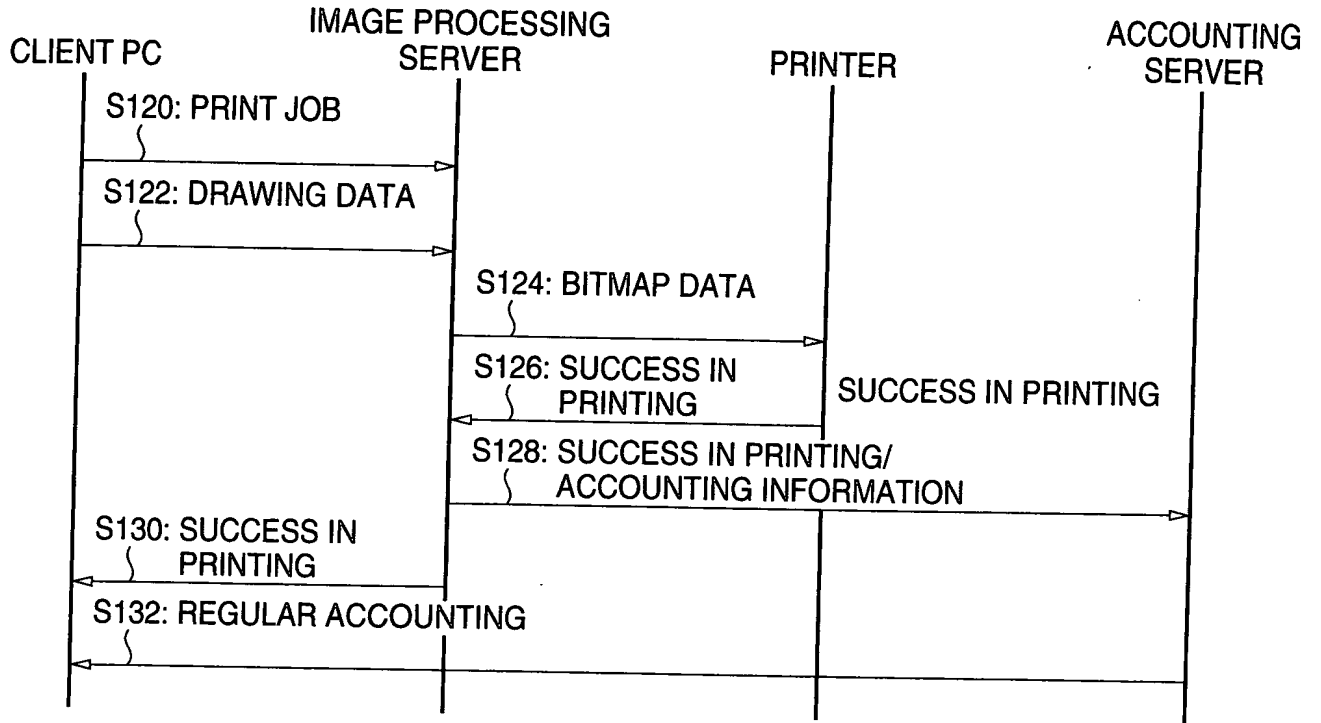 CLIENT PC
IMAGE PROCESSING
SERVER
PRINTER
ACCOUNTING
SERVER
S120: PRINT JOB
S122: DRAWING DATA
S124: BITMAP DATA
S126: SUCCESS IN
PRINTING
SUCCESS IN PRINTING
S128: SUCCESS IN PRINTING/
ACCOUNTING INFORMATION
S130: SUCCESS IN
PRINTING
S132: REGULAR ACCOUNTING